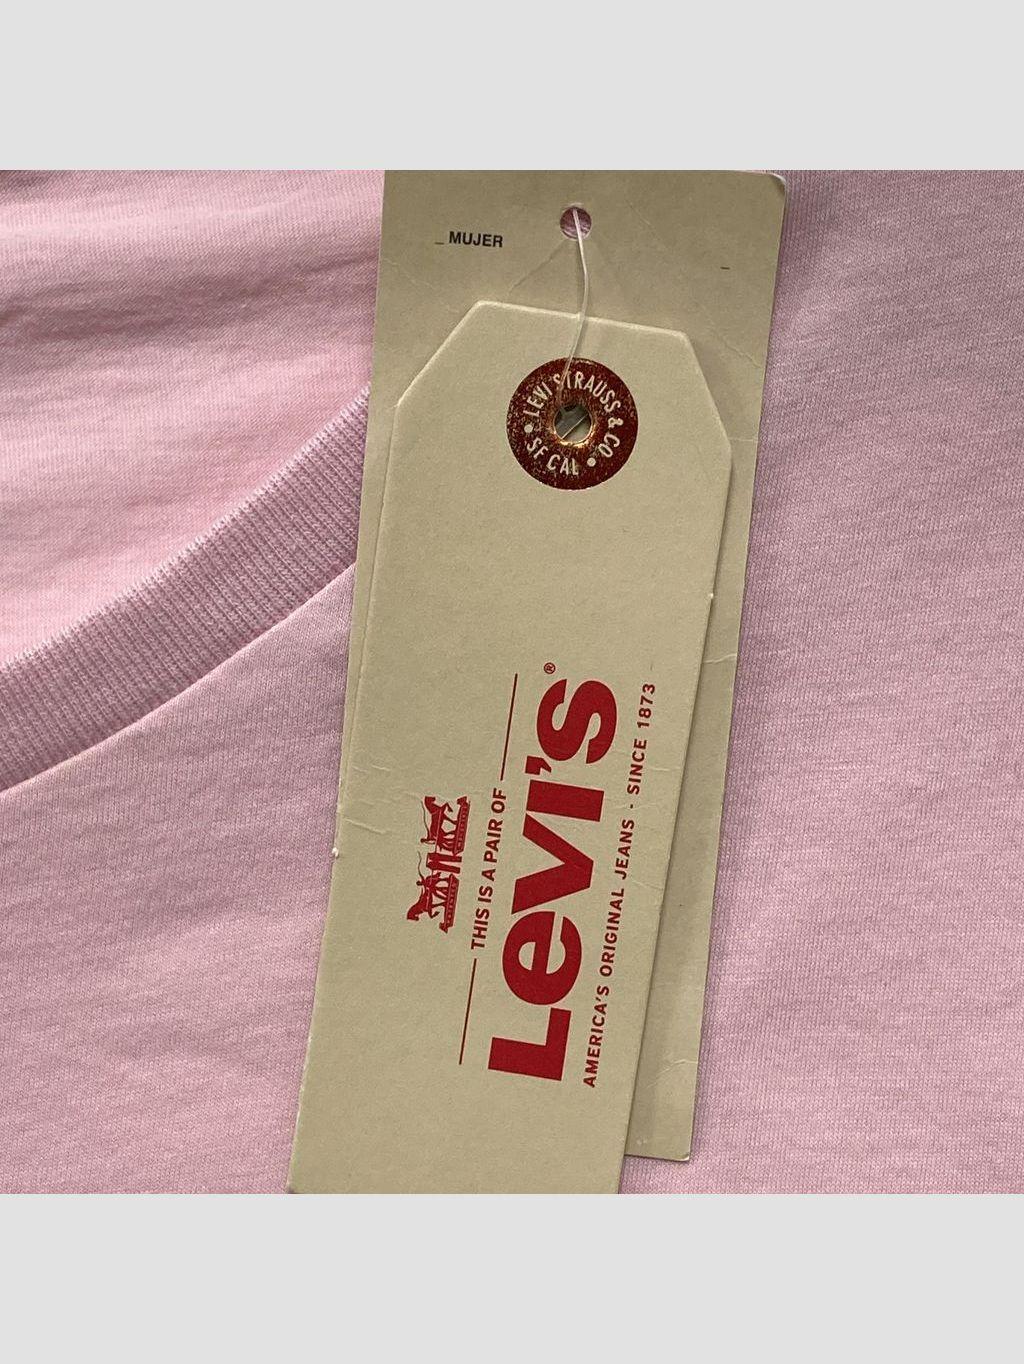 _ MUJER
LEVI STRAUSS & CO.
• SF CAL •
THIS IS A PAIR OF
Levi's®
AMERICA'S ORIGINAL JEANS · SINCE 1873